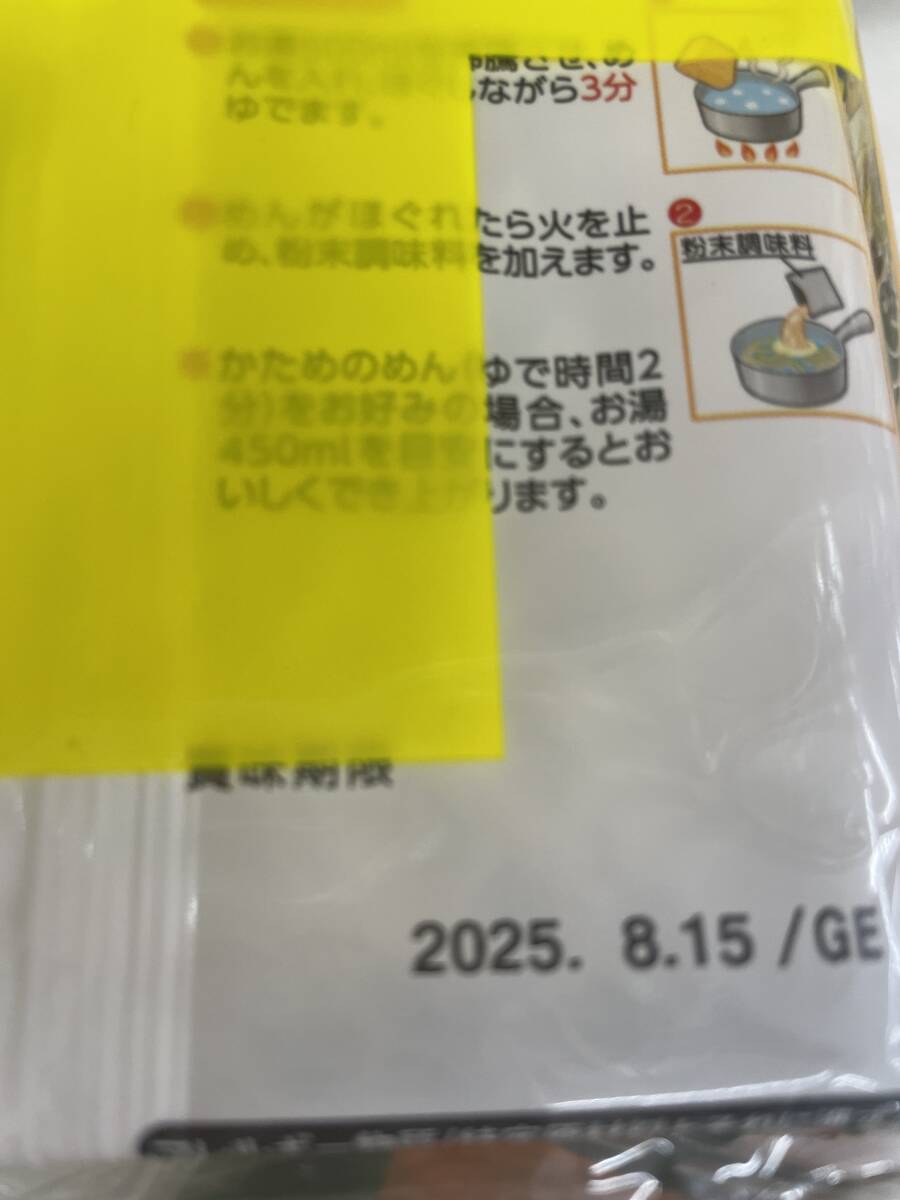 沸騰させ、め
んを入れ、ほぐしながら3分
ゆでます。
めんがほぐれたら火を止
め、粉末調味料を加えます。
2
粉末調味料
かためのめん(ゆで時間2
分)をお好みの場合、お湯
450mlを目安にするとお
いしくでき上がります。
賞味期限
2025. 8.15 /GE